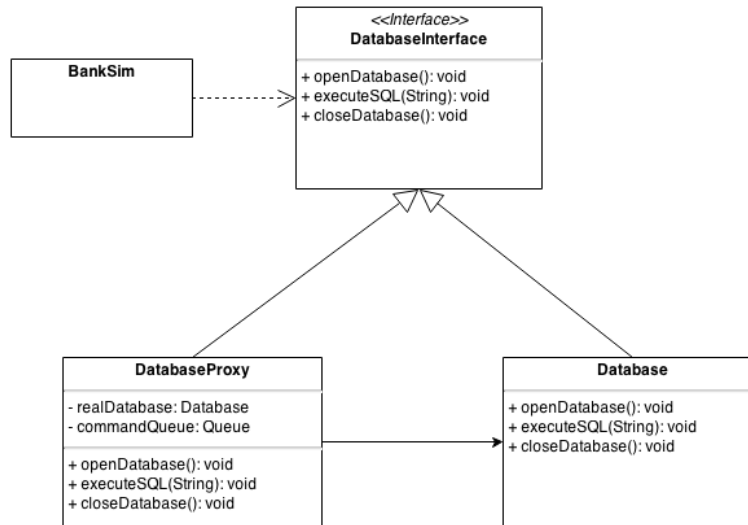 <<Interface>>
DatabaseInterface
+ openDatabase(): void
+ executeSQL(String): void
+ closeDatabase(): void
BankSim
DatabaseProxy
- realDatabase: Database
- commandQueue: Queue
+ openDatabase(): void
+ executeSQL(String): void
+ closeDatabase(): void
Database
+ openDatabase(): void
+ executeSQL(String): void
+ closeDatabase(): void